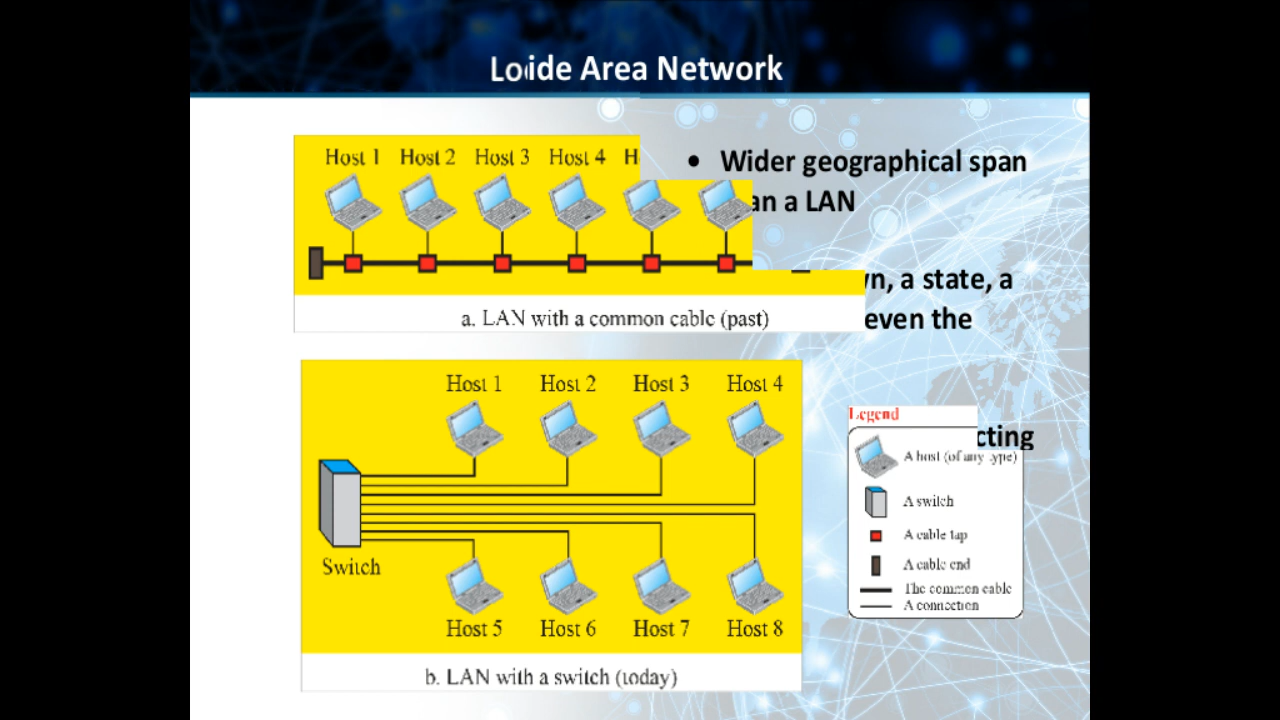 Loide Area Network
Host 1 Host 2 Host 3 Host 4 H
• Wider geographical span
an a LAN
n, a state, a
even the
a. LAN with a common cable (past)
Host 1 Host 2 Host 3 Host 4
Switch
Host 5 Host 6 Host 7 Host 8
b. LAN with a switch (today)
Legend
cting
A host (of any type)
A switch
A cable tap
A cable end
The common cable
A connection